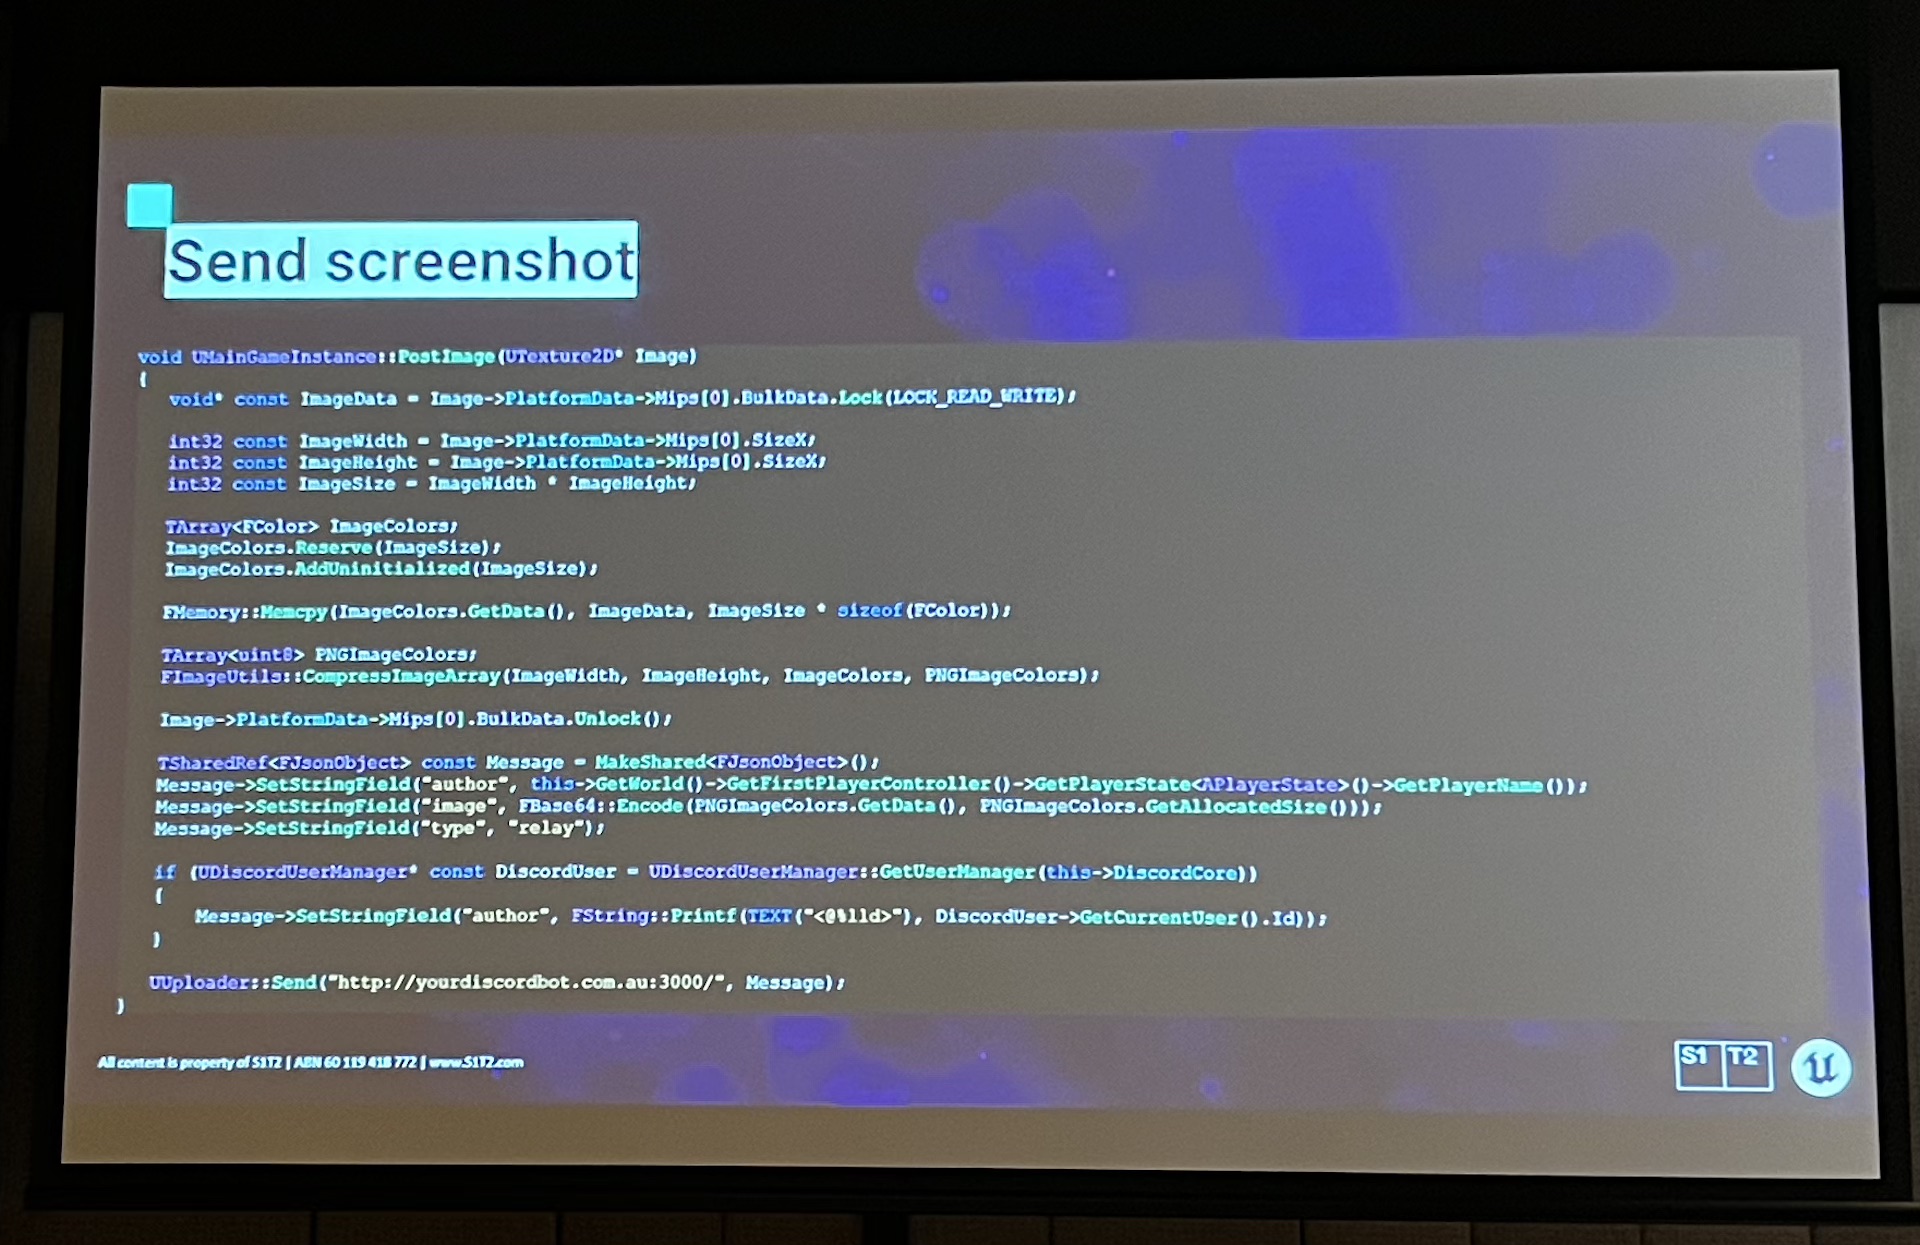 Send screenshot
void UMainGameInstance::PostImage(UTexture2D* Image)
{
void* const ImageData = Image->PlatformData->Mips[0].BulkData.Lock(LOCK_READ_WRITE);
int32 const ImageWidth = Image->PlatformData->Mips[0].SizeX;
int32 const ImageHeight = Image->PlatformData->Mips[0].SizeX;
int32 const ImageSize = ImageWidth * ImageHeight;
TArray<FColor> ImageColors;
ImageColors.Reserve(ImageSize);
ImageColors.AddUninitialized(ImageSize);
FMemory::Memcpy(ImageColors.GetData(), ImageData, ImageSize * sizeof(FColor));
TArray<uint8> PNGImageColors;
FImageUtils::CompressImageArray(ImageWidth, ImageHeight, ImageColors, PNGImageColors);
Image->PlatformData->Mips[0].BulkData.Unlock();
TSharedRef<FJsonObject> const Message = MakeShared<FJsonObject>();
Message->SetStringField("author", this->GetWorld()->GetFirstPlayerController()->GetPlayerState<APlayerState>()->GetPlayerName());
Message->SetStringField("image", FBase64::Encode(PNGImageColors.GetData(), PNGImageColors.GetAllocatedSize()));
Message->SetStringField("type", "relay");
if (UDiscordUserManager* const DiscordUser = UDiscordUserManager::GetUserManager(this->DiscordCore))
{
Message->SetStringField("author", FString::Printf(TEXT("<@%lld>"), DiscordUser->GetCurrentUser().Id));
}
UUploader::Send("http://yourdiscordbot.com.au:3000/", Message);
}
All content is property of S1T2 | ABN 60 119 418 772 | www.S1T2.com
S1 T2